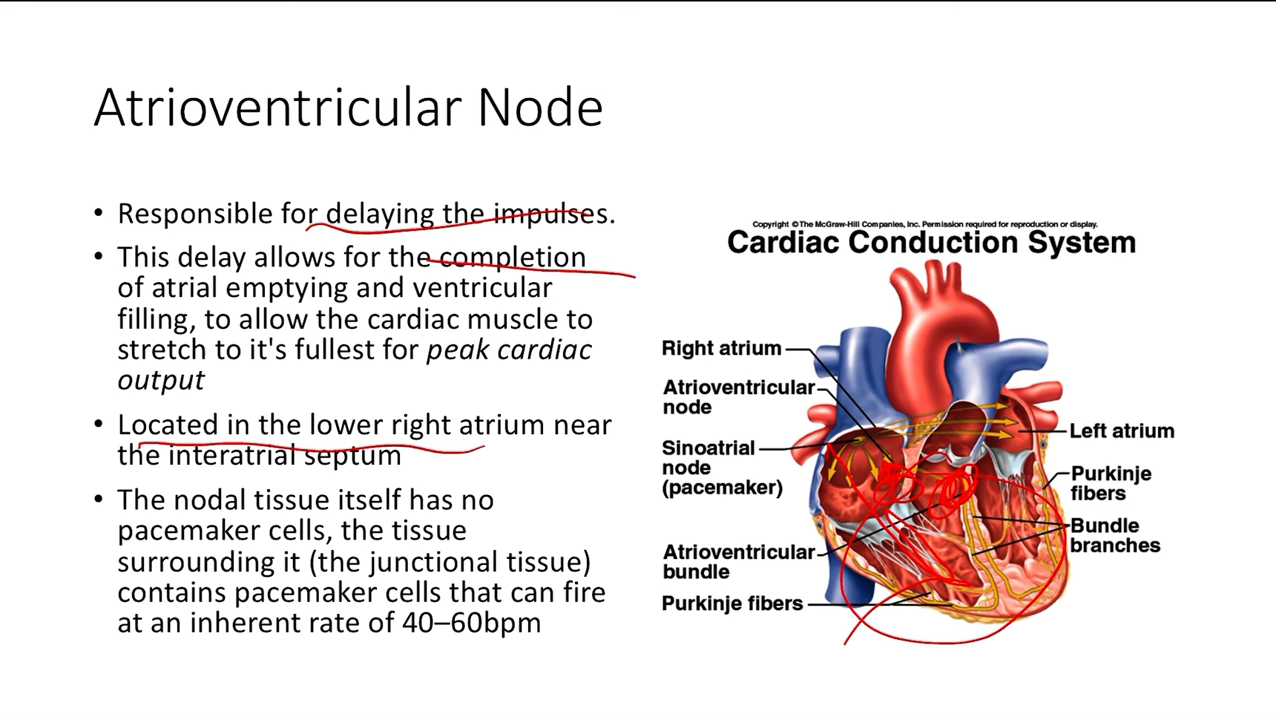 Atrioventricular Node
• Responsible for delaying the impulses.
• This delay allows for the completion
of atrial emptying and ventricular
filling, to allow the cardiac muscle to
stretch to it's fullest for peak cardiac
output
• Located in the lower right atrium near
the interatrial septum
• The nodal tissue itself has no
pacemaker cells, the tissue
surrounding it (the junctional tissue)
contains pacemaker cells that can fire
at an inherent rate of 40–60bpm
Copyright © The McGraw-Hill Companies, Inc. Permission required for reproduction or display.
Cardiac Conduction System
Right atrium
Atrioventricular
node
Sinoatrial
node
(pacemaker)
Atrioventricular
bundle
Purkinje fibers
Left atrium
Purkinje
fibers
Bundle
branches